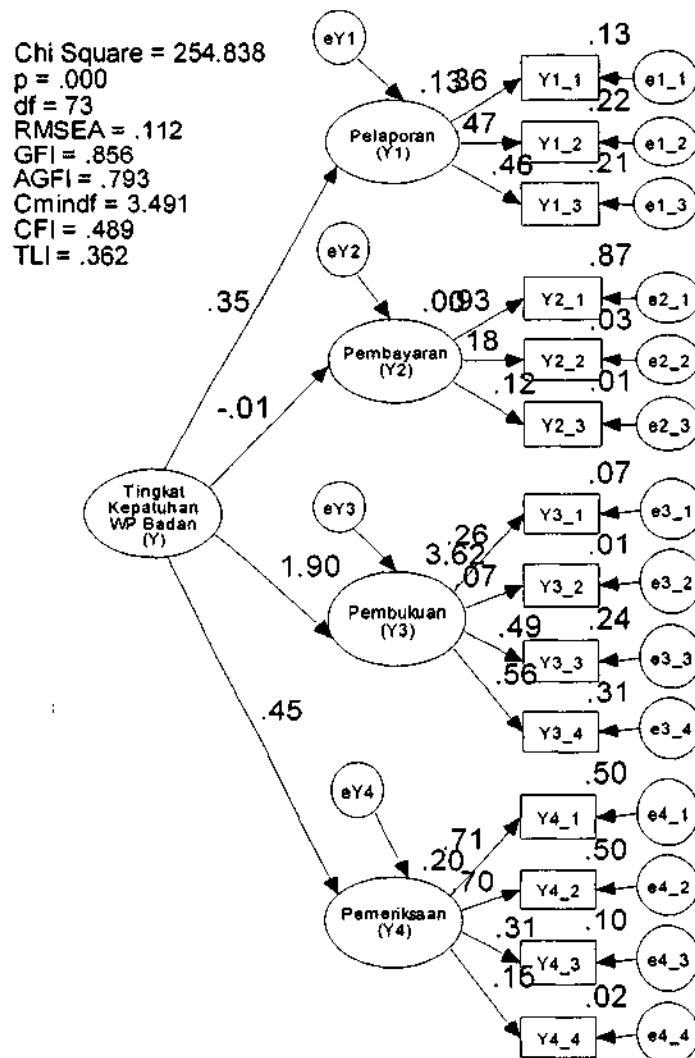 Chi Square = 254.838
p = .000
df = 73
RMSEA = .112
GFI = .856
AGFI = .793
Cmindf = 3.491
CFI = .489
TLI = .362
eY1
.13
.36
.13
Y1_1
e1_1
Pelaporan
(Y1)
.47
.22
Y1_2
e1_2
.46
.21
Y1_3
e1_3
.35
eY2
.00
.93
.87
Y2_1
e2_1
Pembayaran
(Y2)
.18
.03
Y2_2
e2_2
.12
.01
Y2_3
e2_3
-.01
Tingkat
Kepatuhan
WP Badan
(Y)
eY3
1.90
3.62
.26
.07
Y3_1
e3_1
Pembukuan
(Y3)
.07
.01
Y3_2
e3_2
.49
.24
Y3_3
e3_3
.56
.31
Y3_4
e3_4
.45
eY4
.20
.71
.50
Y4_1
e4_1
Pemeriksaan
(Y4)
.70
.50
Y4_2
e4_2
.31
.10
Y4_3
e4_3
.15
.02
Y4_4
e4_4